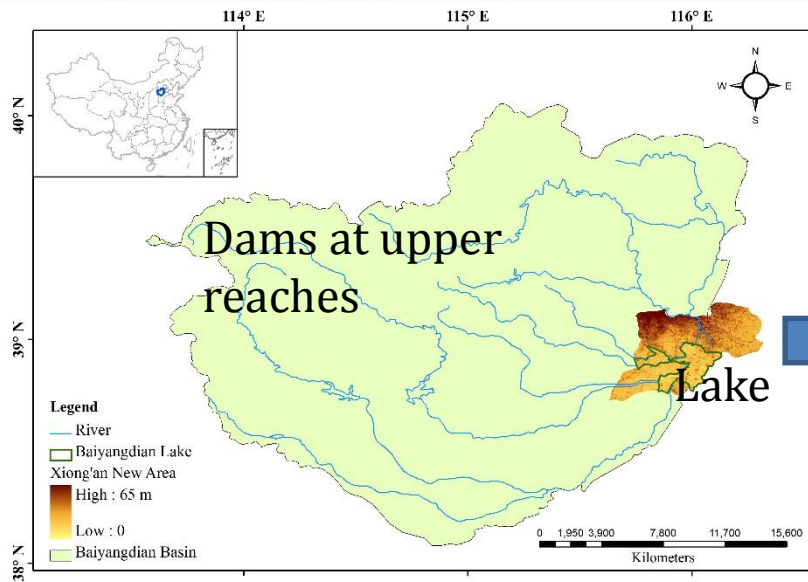 114° E
115° E
116° E
40° N
39° N
38° N
N
W
E
S
Dams at upper
reaches
Lake
Legend
River
Baiyangdian Lake
Xiong'an New Area
High : 65 m
Low : 0
Baiyangdian Basin
0 1,950 3,900 7,800 11,700 15,600
Kilometers